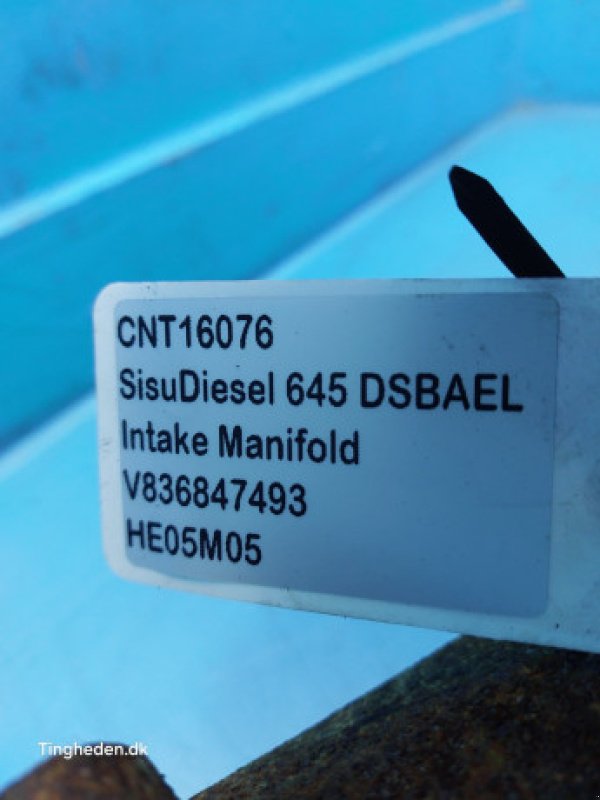 CNT16076
SisuDiesel 645 DSBAEL
Intake Manifold
V836847493
HE05M05
Tingheden.dk